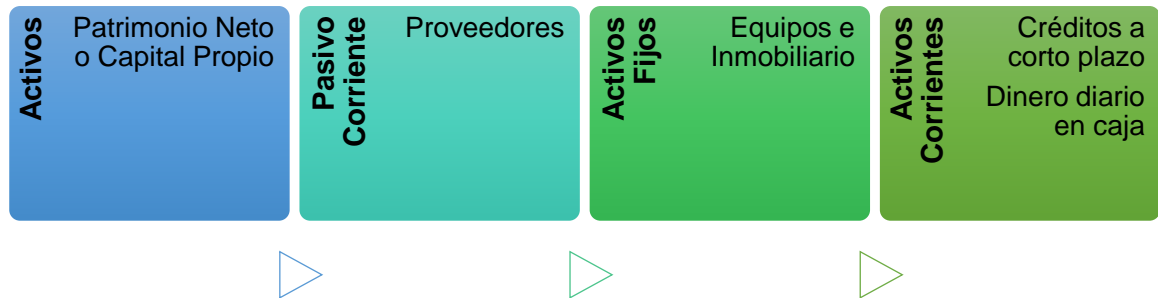 Activos
Patrimonio Neto
o Capital Propio
Pasivo
Corriente
Proveedores
Activos
Fijos
Equipos e
Inmobiliario
Activos
Corrientes
Créditos a
corto plazo
Dinero diario
en caja